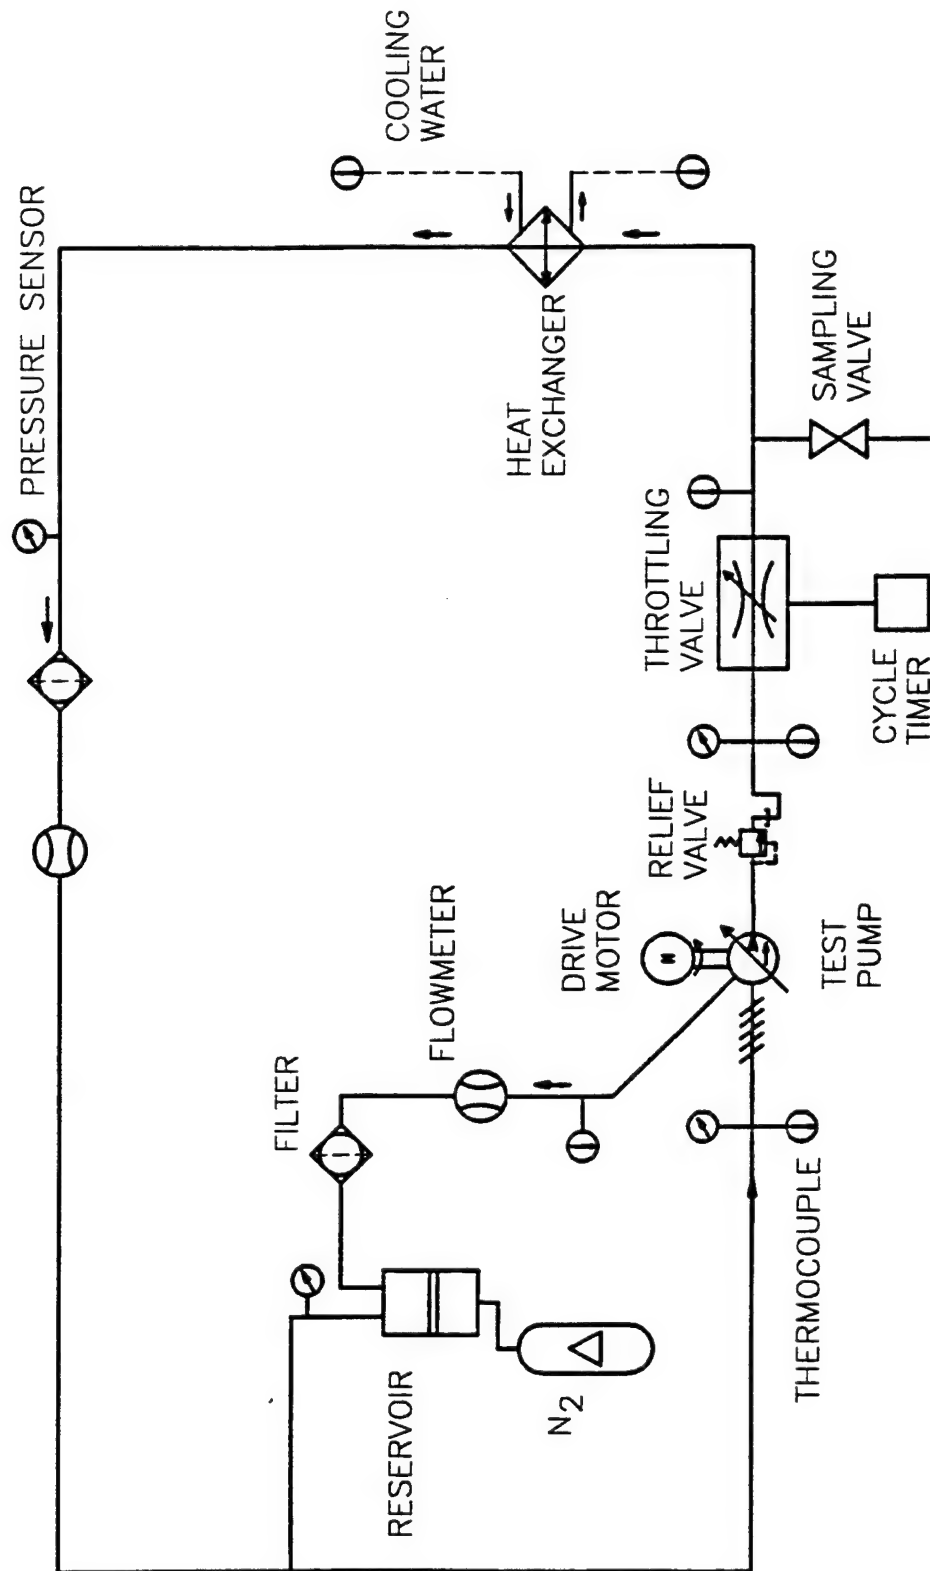 PRESSURE SENSOR
COOLING
WATER
HEAT
EXCHANGER
SAMPLING
VALVE
THROTTLING
VALVE
CYCLE
TIMER
RELIEF
VALVE
DRIVE
MOTOR
M
TEST
PUMP
FLOWMETER
FILTER
THERMOCOUPLE
RESERVOIR
N2